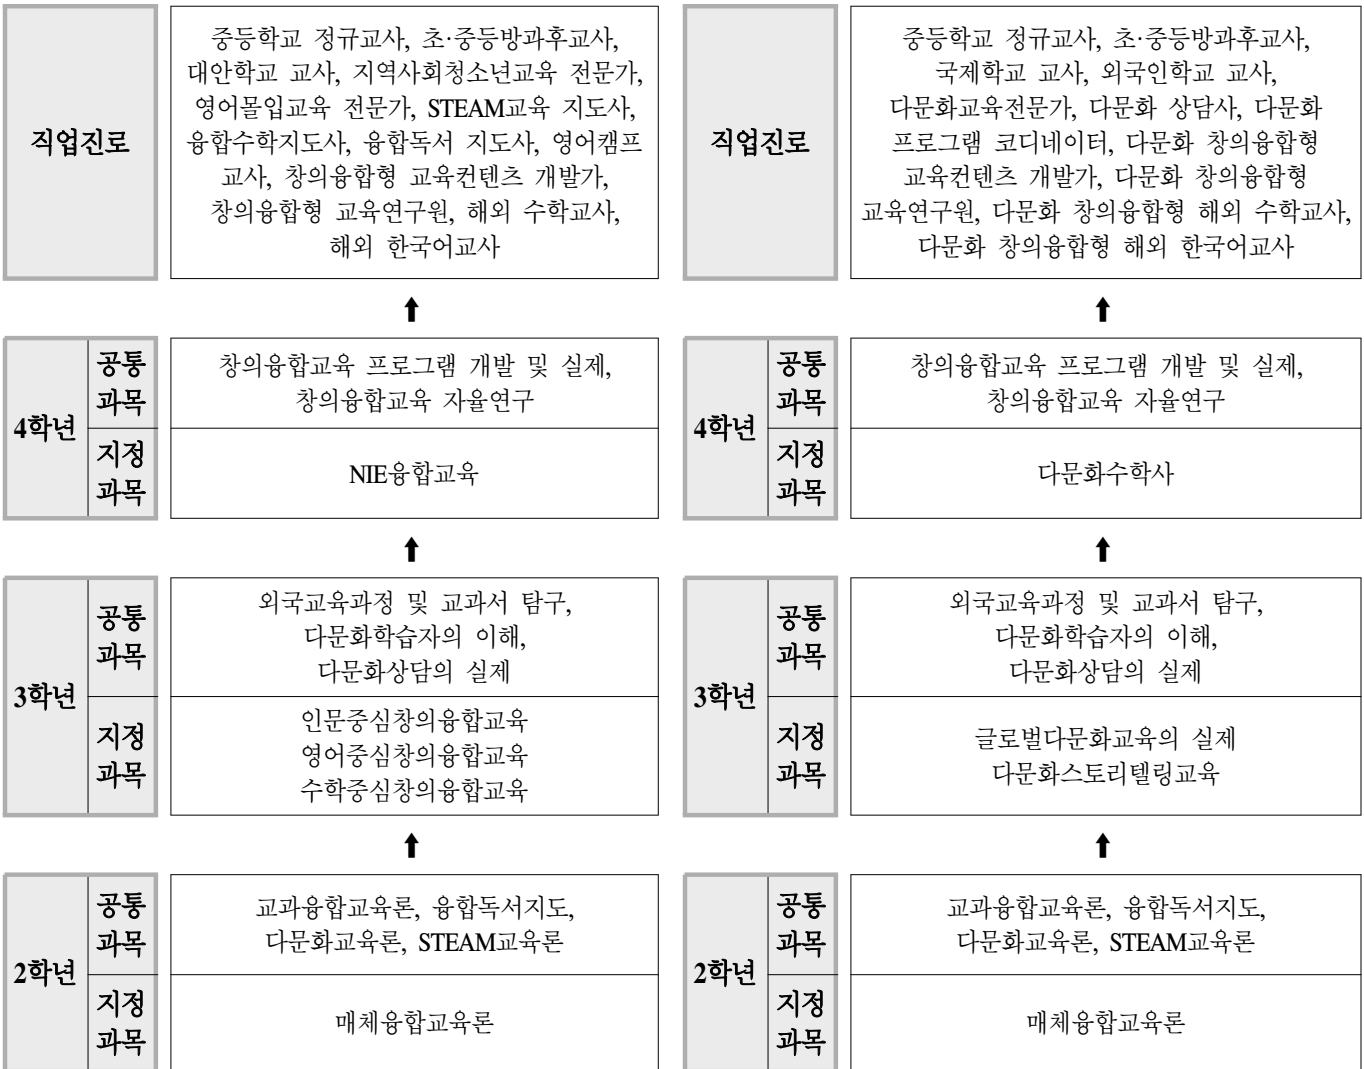 직업진로
중등학교 정규교사, 초·중등방과후교사,
대안학교 교사, 지역사회청소년교육 전문가,
영어몰입교육 전문가, STEAM교육 지도사,
융합수학지도사, 융합독서 지도사, 영어캠프
교사, 창의융합형 교육컨텐츠 개발가,
창의융합형 교육연구원, 해외 수학교사,
해외 한국어교사
4학년
공통
과목
창의융합교육 프로그램 개발 및 실제,
창의융합교육 자율연구
지정
과목
NIE융합교육
3학년
공통
과목
외국교육과정 및 교과서 탐구,
다문화학습자의 이해,
다문화상담의 실제
지정
과목
인문중심창의융합교육
영어중심창의융합교육
수학중심창의융합교육
2학년
공통
과목
교과융합교육론, 융합독서지도,
다문화교육론, STEAM교육론
지정
과목
매체융합교육론
직업진로
중등학교 정규교사, 초·중등방과후교사,
국제학교 교사, 외국인학교 교사,
다문화교육전문가, 다문화 상담사, 다문화
프로그램 코디네이터, 다문화 창의융합형
교육컨텐츠 개발가, 다문화 창의융합형
교육연구원, 다문화 창의융합형 해외 수학교사,
다문화 창의융합형 해외 한국어교사
4학년
공통
과목
창의융합교육 프로그램 개발 및 실제,
창의융합교육 자율연구
지정
과목
다문화수학사
3학년
공통
과목
외국교육과정 및 교과서 탐구,
다문화학습자의 이해,
다문화상담의 실제
지정
과목
글로벌다문화교육의 실제
다문화스토리텔링교육
2학년
공통
과목
교과융합교육론, 융합독서지도,
다문화교육론, STEAM교육론
지정
과목
매체융합교육론